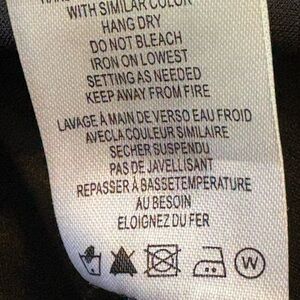 WITH SIMILAR COLOR
HANG DRY
DO NOT BLEACH
IRON ON LOWEST
SETTING AS NEEDED
KEEP AWAY FROM FIRE
LAVAGE À MAIN DE VERSO EAU FROID
AVECLA COULEUR SIMILAIRE
SECHER SUSPENDU
PAS DE JAVELLISANT
REPASSER À BASSETEMPERATURE
AU BESOIN
ELOIGNEZ DU FER
W